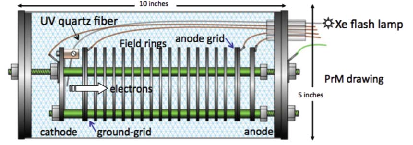 10 inches
UV quartz fiber
Xe flash lamp
Field rings
anode grid
PrM drawing
electrons
5 inches
cathode
ground-grid
anode